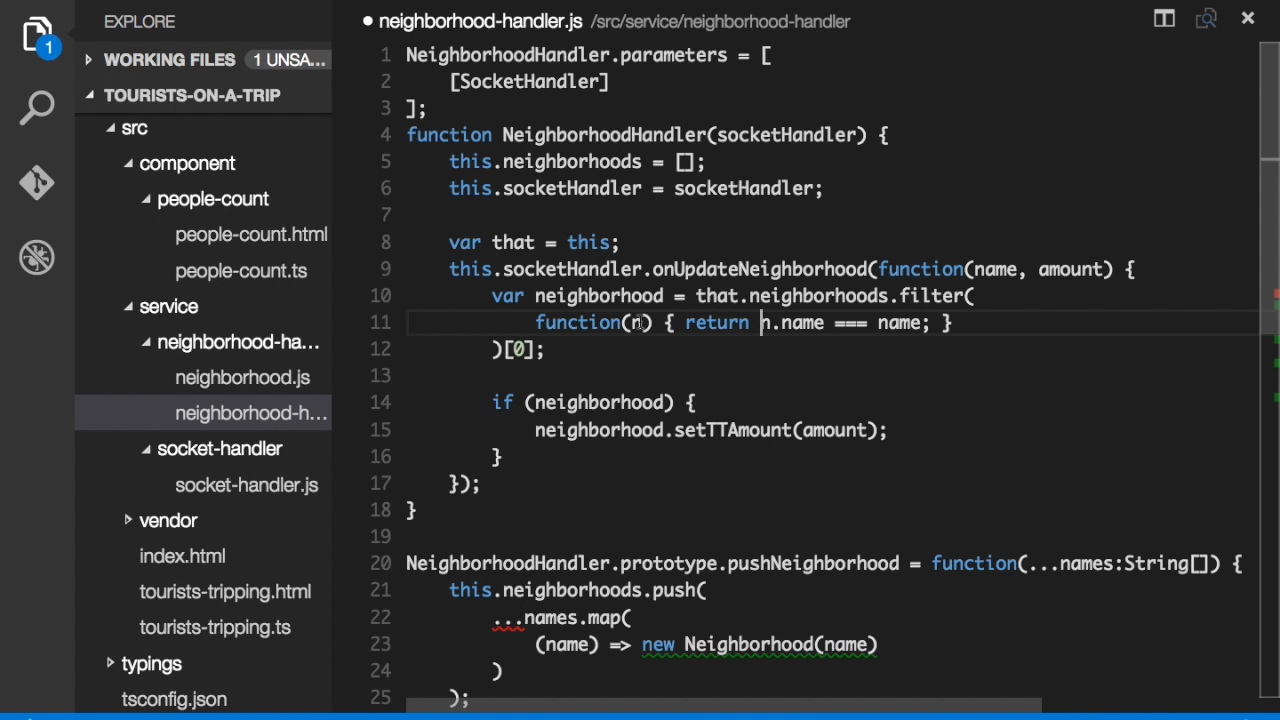 1
EXPLORE
WORKING FILES 1 UNSA...
TOURISTS-ON-A-TRIP
src
component
people-count
people-count.html
people-count.ts
service
neighborhood-ha...
neighborhood.js
neighborhood-h...
socket-handler
socket-handler.js
vendor
index.html
tourists-tripping.html
tourists-tripping.ts
typings
tsconfig.json
neighborhood-handler.js /src/service/neighborhood-handler
1 NeighborhoodHandler.parameters = [
2     [SocketHandler]
3 ];
4 function NeighborhoodHandler(socketHandler) {
5     this.neighborhoods = [];
6     this.socketHandler = socketHandler;
7
8     var that = this;
9     this.socketHandler.onUpdateNeighborhood(function(name, amount) {
10         var neighborhood = that.neighborhoods.filter(
11             function(n) { return n.name === name; }
12         )[0];
13
14         if (neighborhood) {
15             neighborhood.setTTAmount(amount);
16         }
17     });
18 }
19
20 NeighborhoodHandler.prototype.pushNeighborhood = function(...names:String[]) {
21     this.neighborhoods.push(
22         ...names.map(
23             (name) => new Neighborhood(name)
24         )
25     );